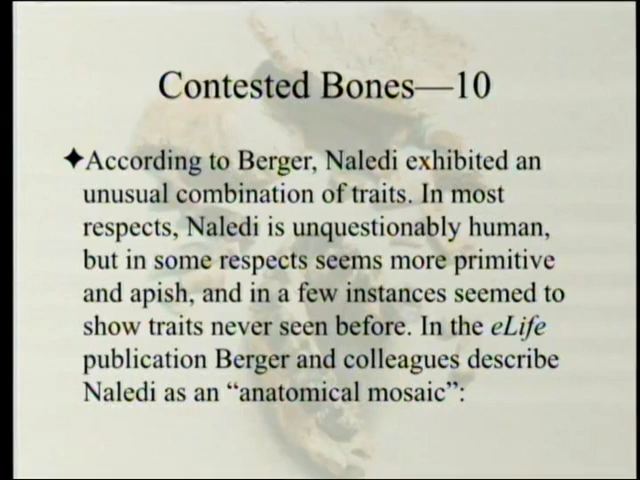 Contested Bones—10
✦According to Berger, Naledi exhibited an
unusual combination of traits. In most
respects, Naledi is unquestionably human,
but in some respects seems more primitive
and apish, and in a few instances seemed to
show traits never seen before. In the eLife
publication Berger and colleagues describe
Naledi as an “anatomical mosaic”: